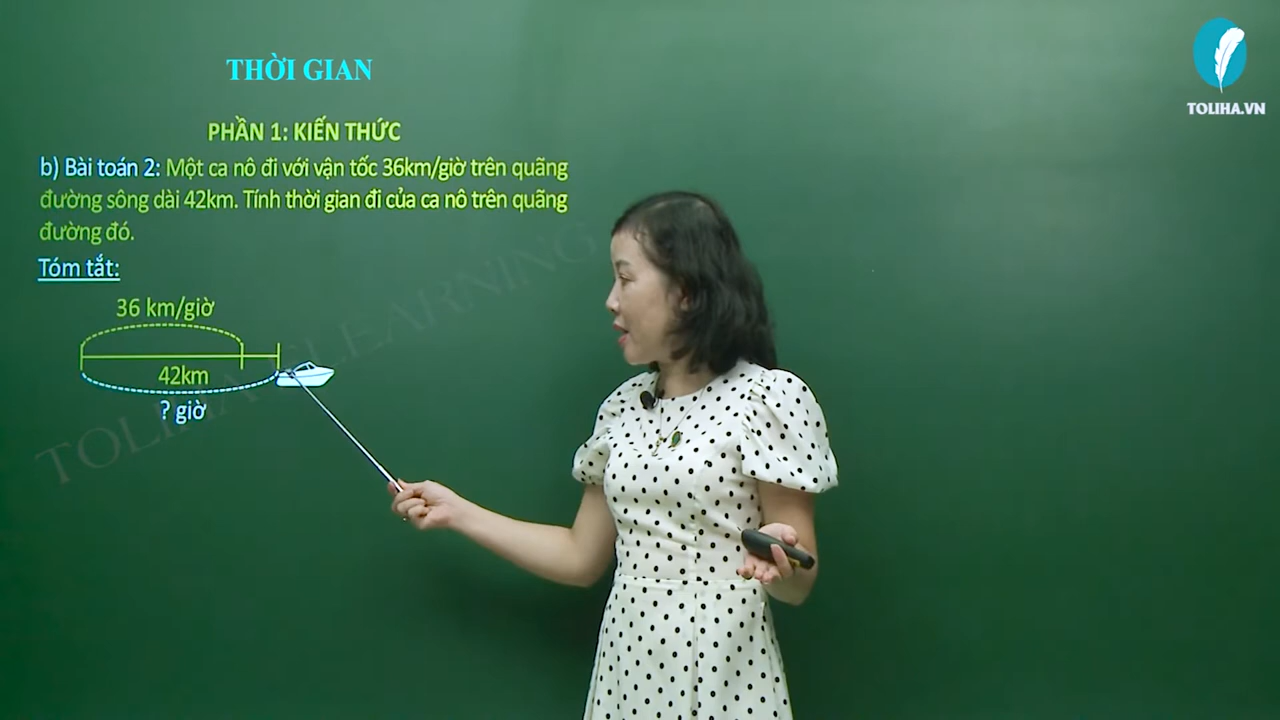 THỜI GIAN
TOLIHA.VN
PHẦN 1: KIẾN THỨC
b) Bài toán 2: Một ca nô đi với vận tốc 36km/giờ trên quãng
đường sông dài 42km. Tính thời gian đi của ca nô trên quãng
đường đó.
Tóm tắt:
36 km/giờ
42km
? giờ